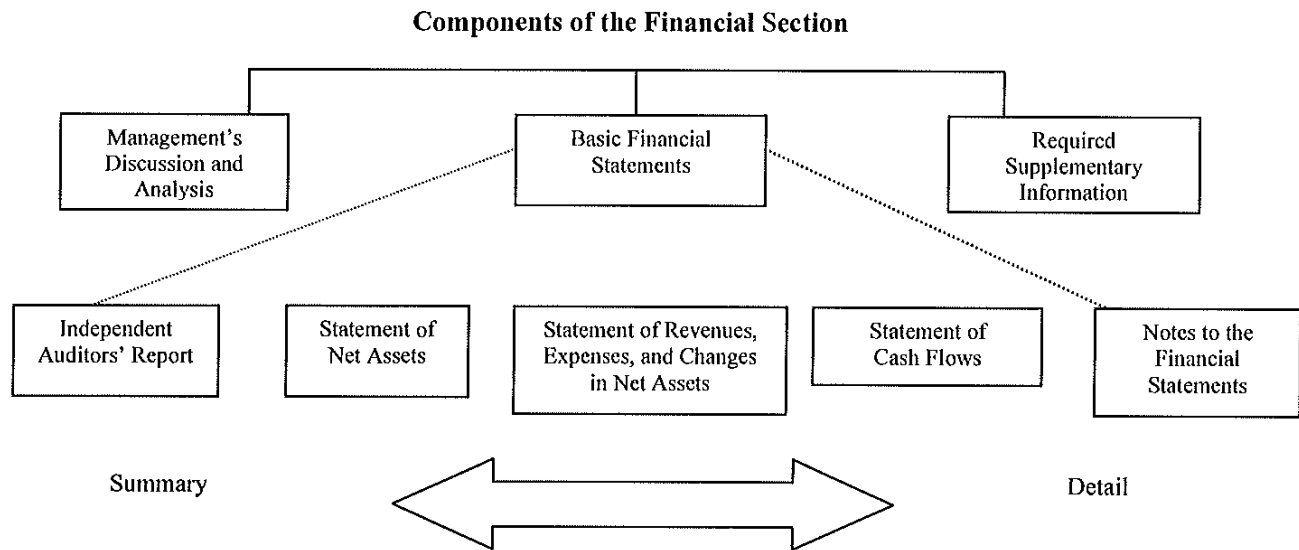 Components of the Financial Section
Management's
Discussion and
Analysis
Basic Financial
Statements
Required
Supplementary
Information
Independent
Auditors' Report
Statement of
Net Assets
Statement of Revenues,
Expenses, and Changes
in Net Assets
Statement of
Cash Flows
Notes to the
Financial
Statements
Summary
Detail